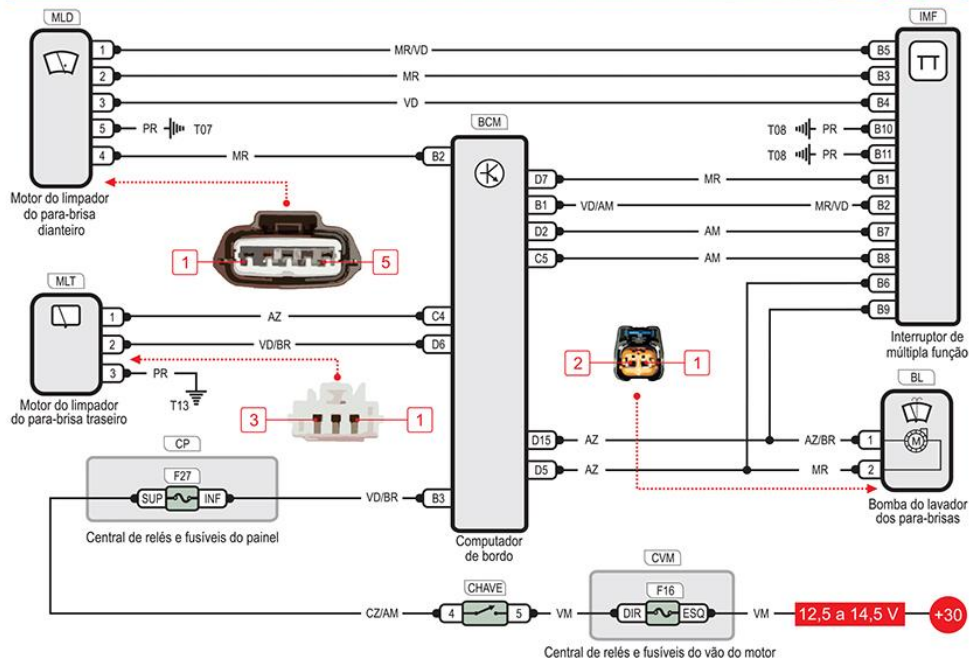 MLD
IMF
1 MR/VD B5
2 MR B3
3 VD B4
5 PR T07
T08 PR B10
T08 PR B11
4 MR B2
BCM
Motor do limpador
do para-brisa
dianteiro
D7 MR B1
B1 VD/AM MR/VD B2
D2 AM B7
C5 AM B8
B6
B9
Interruptor de
múltipla função
1 5
MLT
1 AZ C4
2 VD/BR D6
3 PR
T13
Motor do limpador
do para-brisa traseiro
3 1
2 1
BL
D15 AZ AZ/BR 1
D5 AZ MR 2
M
Bomba do lavador
dos para-brisas
CP
F27
SUP INF VD/BR B3
Central de relés e fusíveis do painel
Computador
de bordo
CVM
CHAVE
F16
CZ/AM 4 5 VM DIR ESQ VM 12,5 a 14,5 V +30
Central de relés e fusíveis do vão do motor